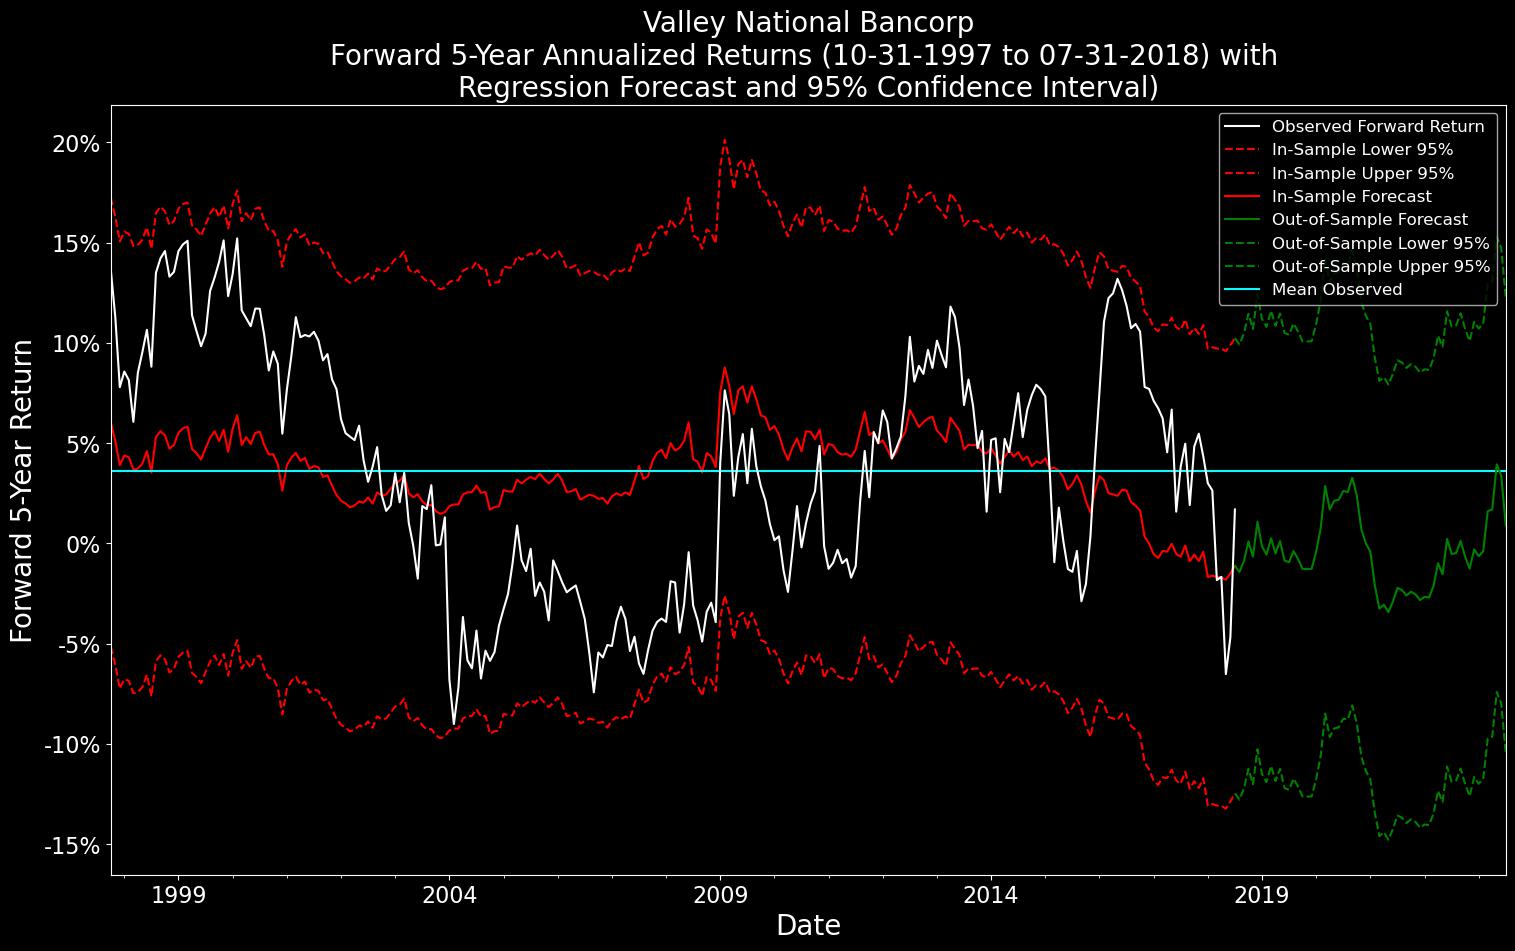 Valley National Bancorp
Forward 5-Year Annualized Returns (10-31-1997 to 07-31-2018) with
Regression Forecast and 95% Confidence Interval)
Observed Forward Return
In-Sample Lower 95%
In-Sample Upper 95%
In-Sample Forecast
Out-of-Sample Forecast
Out-of-Sample Lower 95%
Out-of-Sample Upper 95%
Mean Observed
Forward 5-Year Return
20%
15%
10%
5%
0%
-5%
-10%
-15%
1999
2004
2009
2014
2019
Date